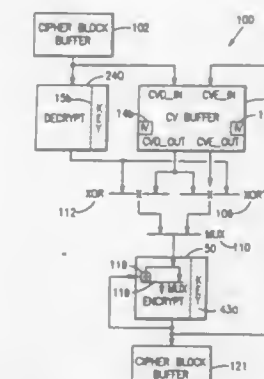 CIPHER BLOCK BUFFER
102
100
240
15b
DECRYPT
KEY
CVD_IN CVE_IN
CV BUFFER
IV IV
CVD_OUT CVE_OUT
XOR
XOR
112
MUX
110
50
118
MUX
ENCRYPT
KEY
43a
CIPHER BLOCK BUFFER
121